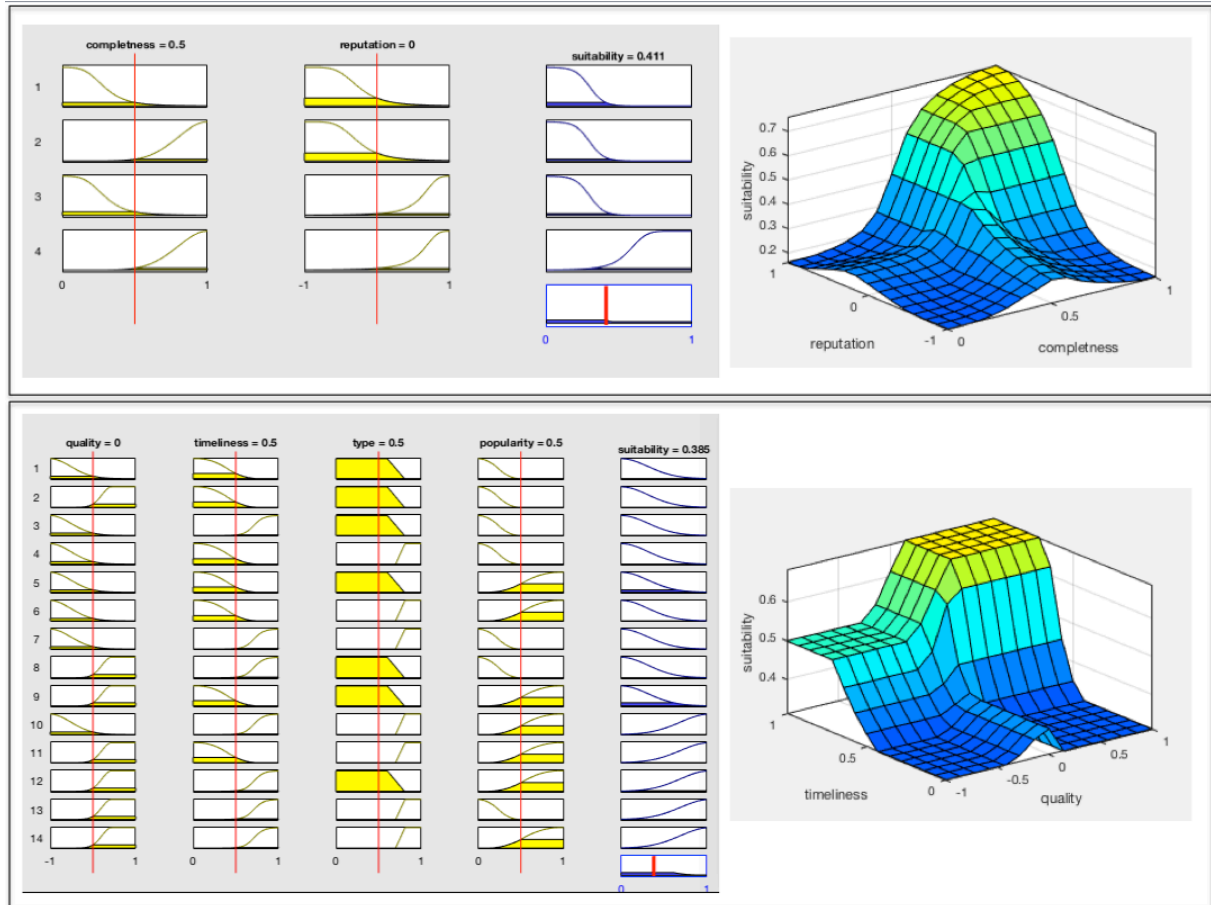 completness = 0.5 reputation = 0 suitability = 0.411
1
2
3
4
0 1 -1 1
0 1
0.7
0.6
0.5
0.4
0.3
0.2
suitability
1 0 -1
reputation
0 0.5 1
completness
quality = 0 timeliness = 0.5 type = 0.5 popularity = 0.5 suitability = 0.385
1
2
3
4
5
6
7
8
9
10
11
12
13
14
-1 1 0 1 0 1 0 1
0 1
0.6
0.5
0.4
suitability
1 0.5 0
timeliness
-1 -0.5 0 0.5 1
quality